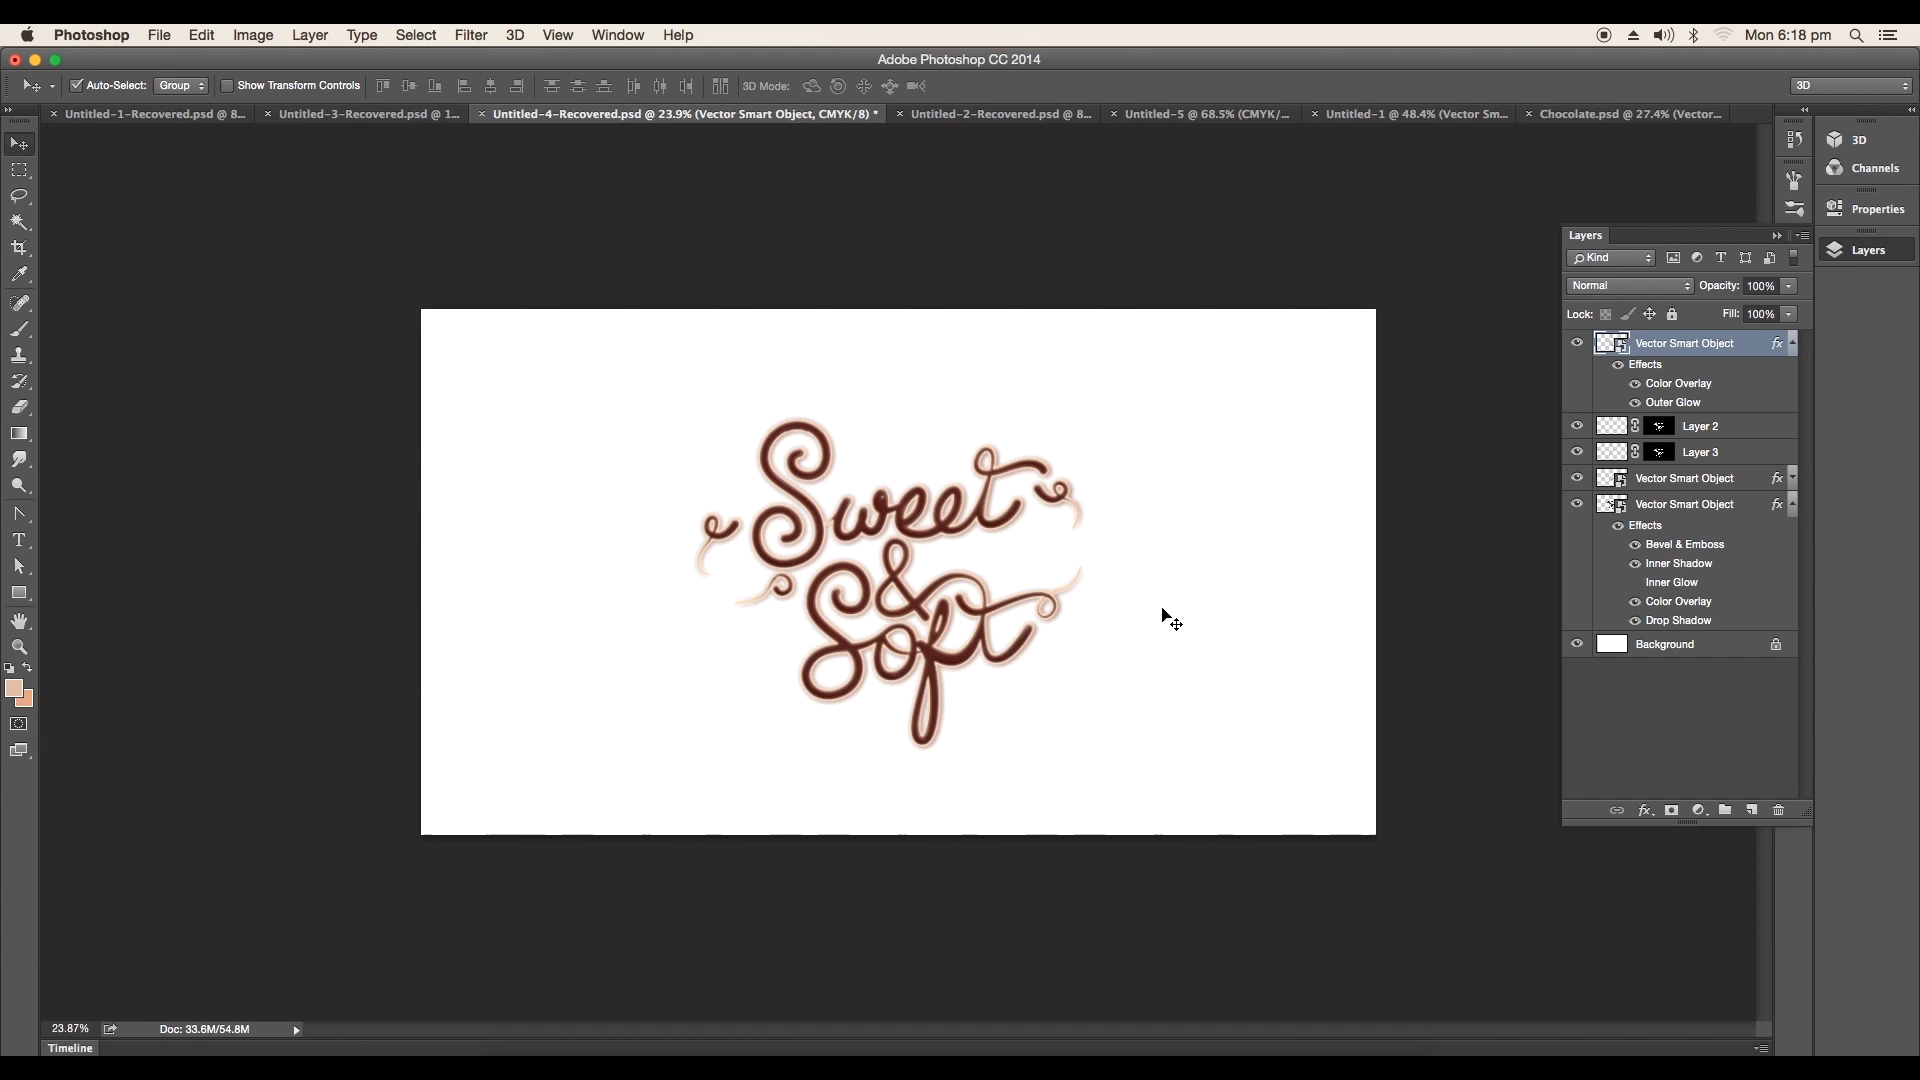 Photoshop File Edit Image Layer Type Select Filter 3D View Window Help Mon 6:18 pm
Adobe Photoshop CC 2014
Auto-Select: Group Show Transform Controls 3D Mode: 3D
Untitled-1-Recovered.psd @ 8... Untitled-3-Recovered.psd @ 1... Untitled-4-Recovered.psd @ 23.9% (Vector Smart Object, CMYK/8) * Untitled-2-Recovered.psd @ 8... Untitled-5 @ 68.5% (CMYK/... Untitled-1 @ 48.4% (Vector Sm... Chocolate.psd @ 27.4% (Vector...
3D
Channels
Properties
Layers
Layers
Kind
Normal Opacity: 100%
Lock: Fill: 100%
Vector Smart Object fx
Effects
Color Overlay
Outer Glow
Layer 2
Layer 3
Vector Smart Object fx
Vector Smart Object fx
Effects
Bevel & Emboss
Inner Shadow
Inner Glow
Color Overlay
Drop Shadow
Background
fx
Sweet
&
Soft
23.87% Doc: 33.6M/54.8M
Timeline